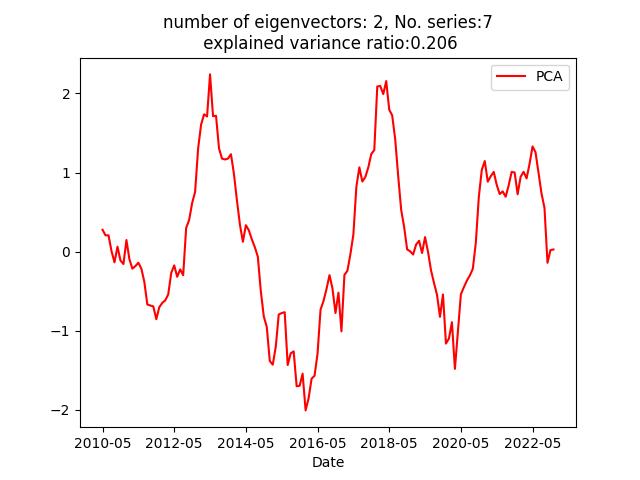 number of eigenvectors: 2, No. series:7
explained variance ratio:0.206
PCA
2
1
0
−1
−2
2010-05 2012-05 2014-05 2016-05 2018-05 2020-05 2022-05
Date